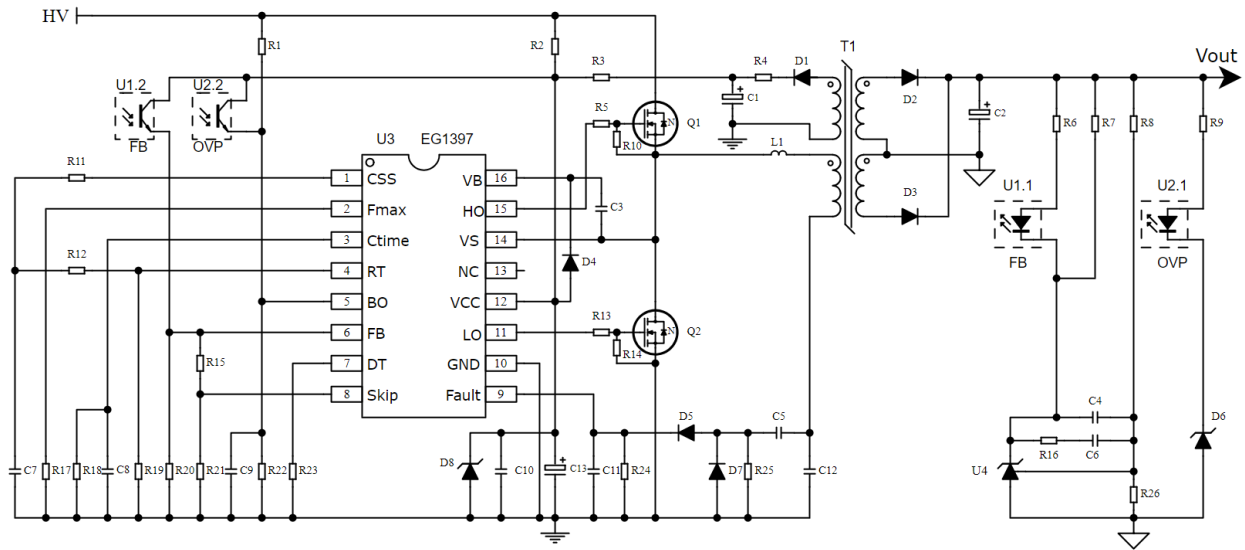 HV
R1
R2
T1
Vout
U1.2
U2.2
R3
R4
D1
D2
C1
C2
R5
N
Q1
R10
R6
R7
R8
R9
FB
OVP
U3
EG1397
L1
R11
1
CSS
VB
16
2
Fmax
HO
15
C3
D3
U1.1
U2.1
3
Ctime
VS
14
R12
4
RT
NC
13
D4
FB
OVP
5
BO
VCC
12
6
FB
LO
11
R13
N
Q2
R14
R15
7
DT
GND
10
8
Skip
Fault
9
C4
D5
C5
D6
R16
C6
D8
C7
R17
R18
C8
R19
R20
R21
C9
R22
R23
C10
C13
C11
R24
D7
R25
C12
U4
R26